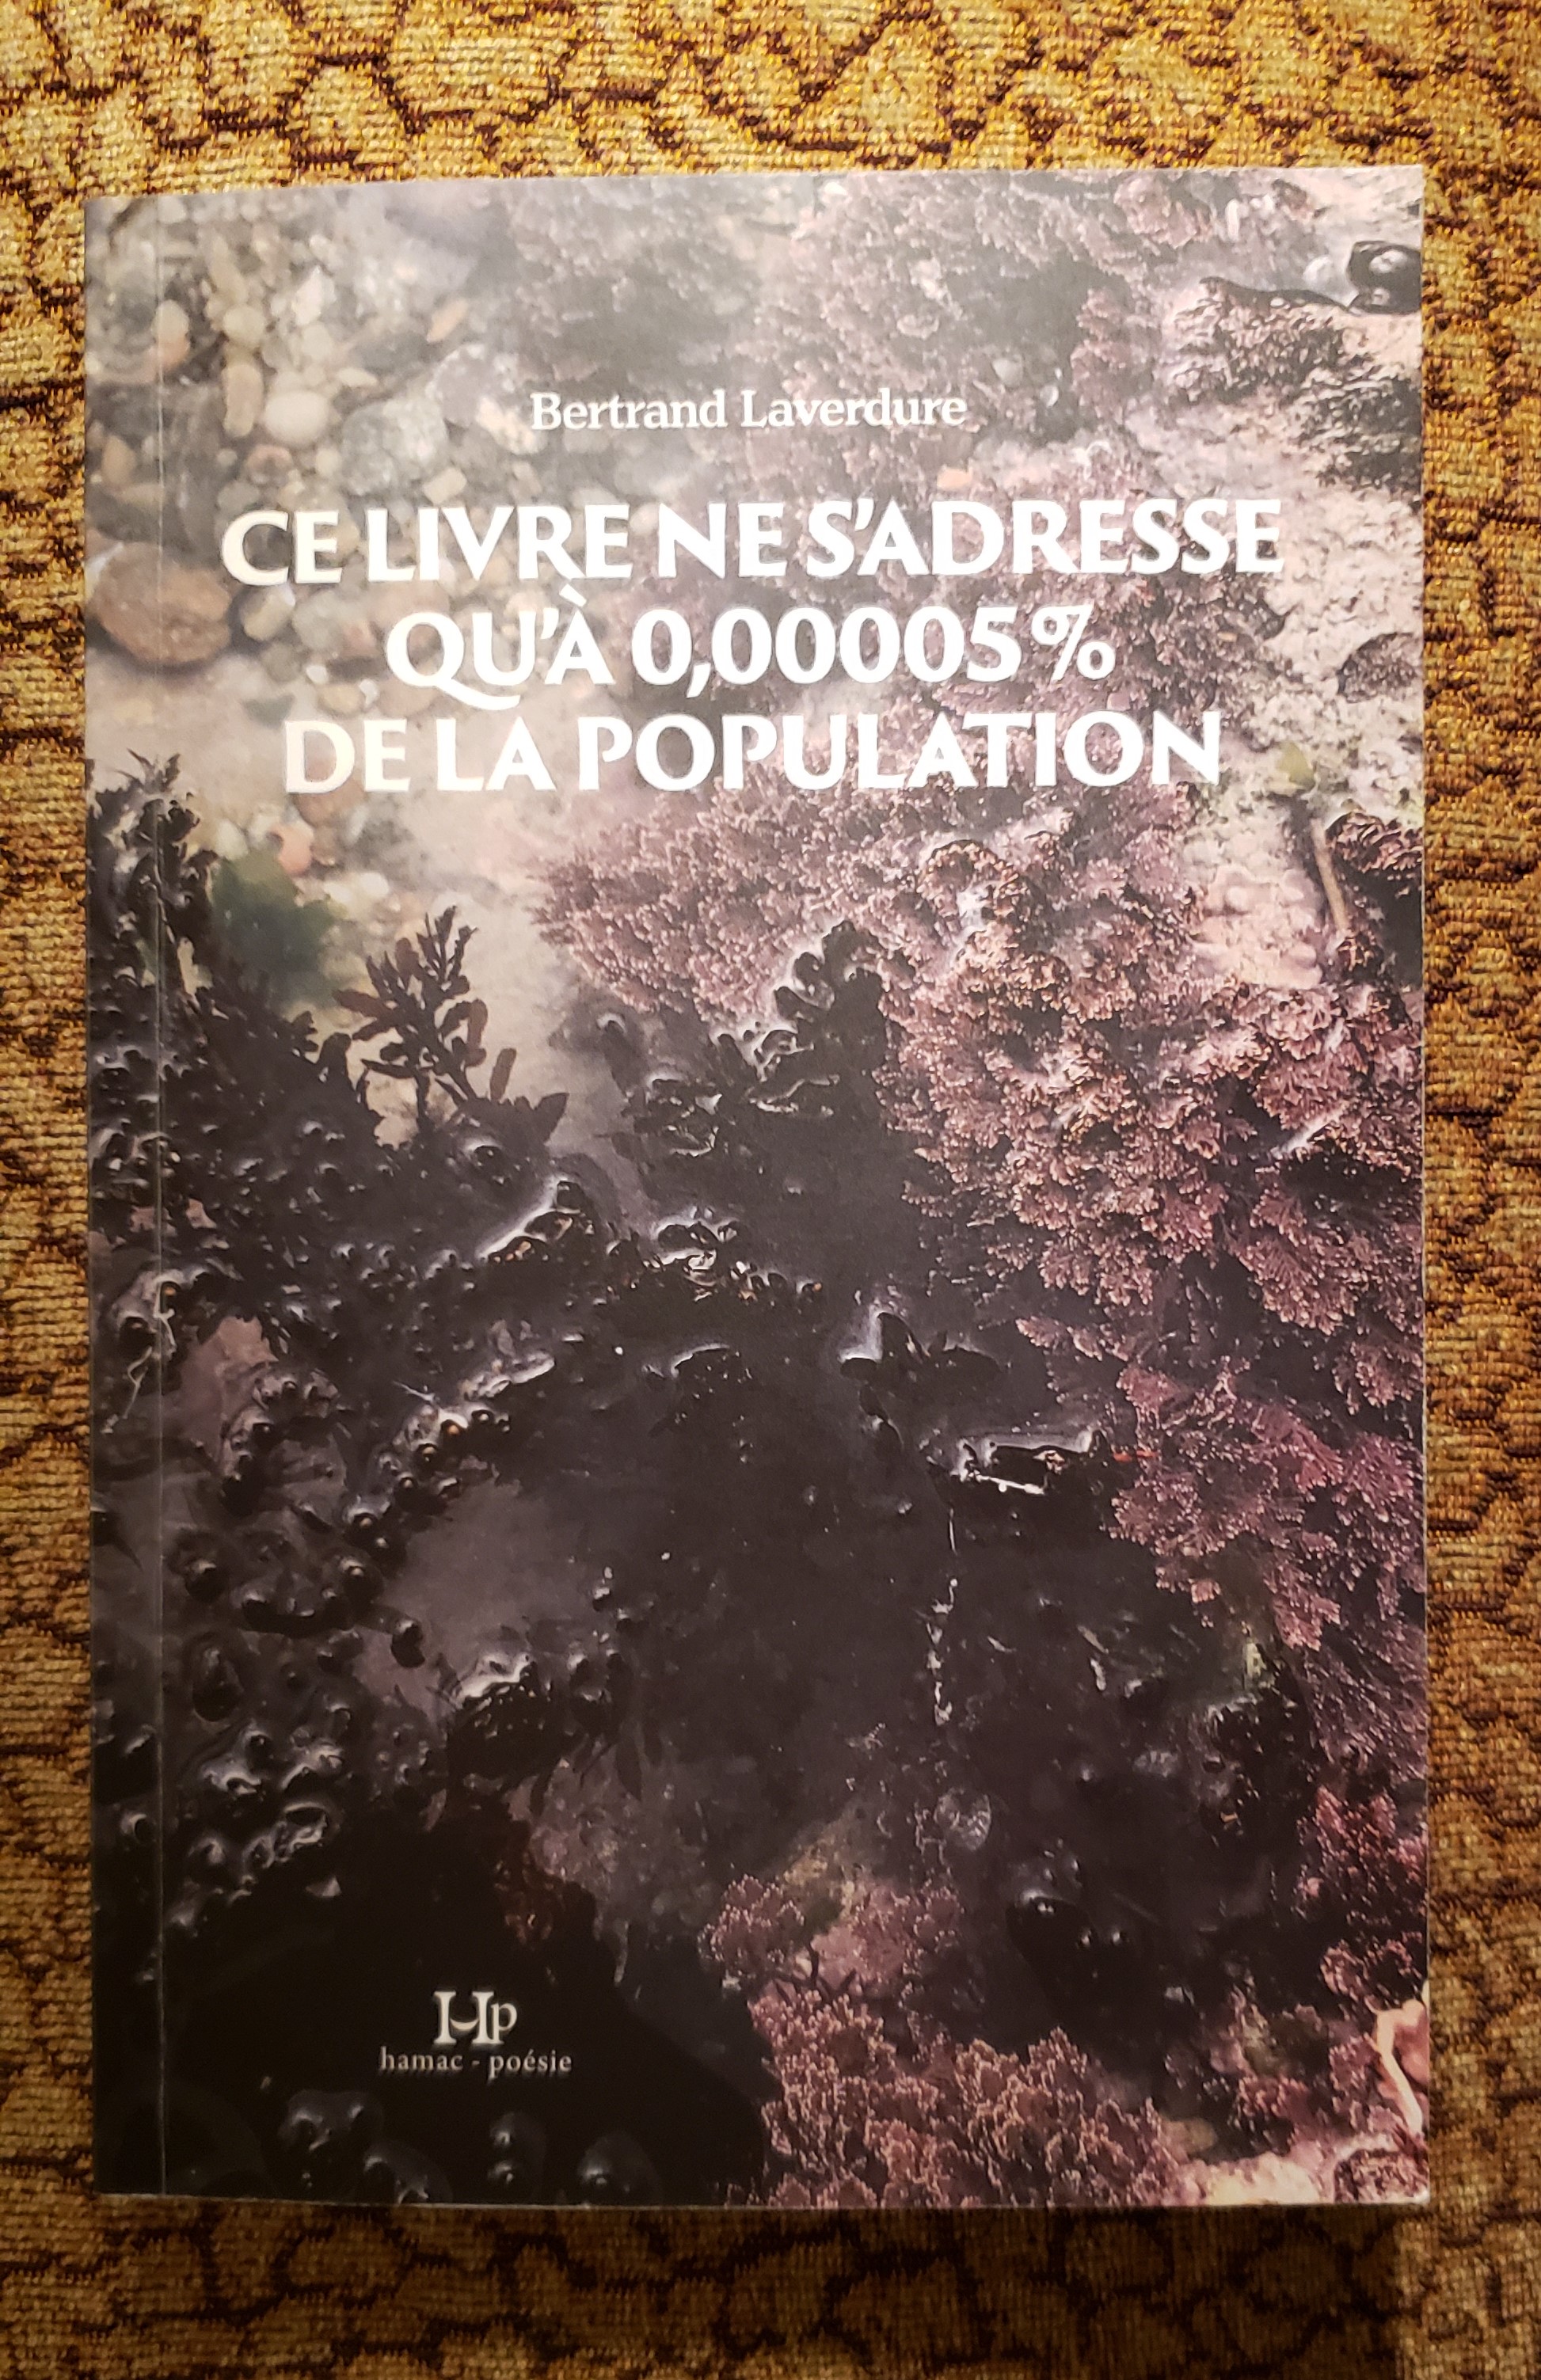 Bertrand Laverdure
CE LIVRE NE S'ADRESSE
QU'À 0,00005%
DE LA POPULATION
Hp
hamac - poésie